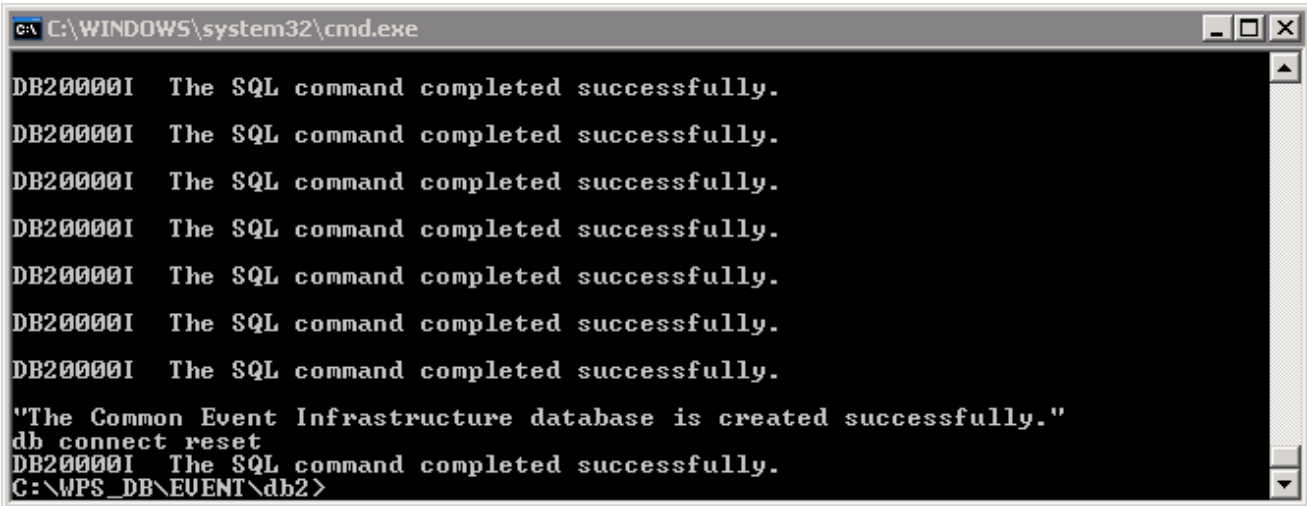 C:\WINDOWS\system32\cmd.exe
DB20000I  The SQL command completed successfully.
DB20000I  The SQL command completed successfully.
DB20000I  The SQL command completed successfully.
DB20000I  The SQL command completed successfully.
DB20000I  The SQL command completed successfully.
DB20000I  The SQL command completed successfully.
DB20000I  The SQL command completed successfully.
"The Common Event Infrastructure database is created successfully."
db connect reset
DB20000I  The SQL command completed successfully.
C:\WPS_DB\EVENT\db2>